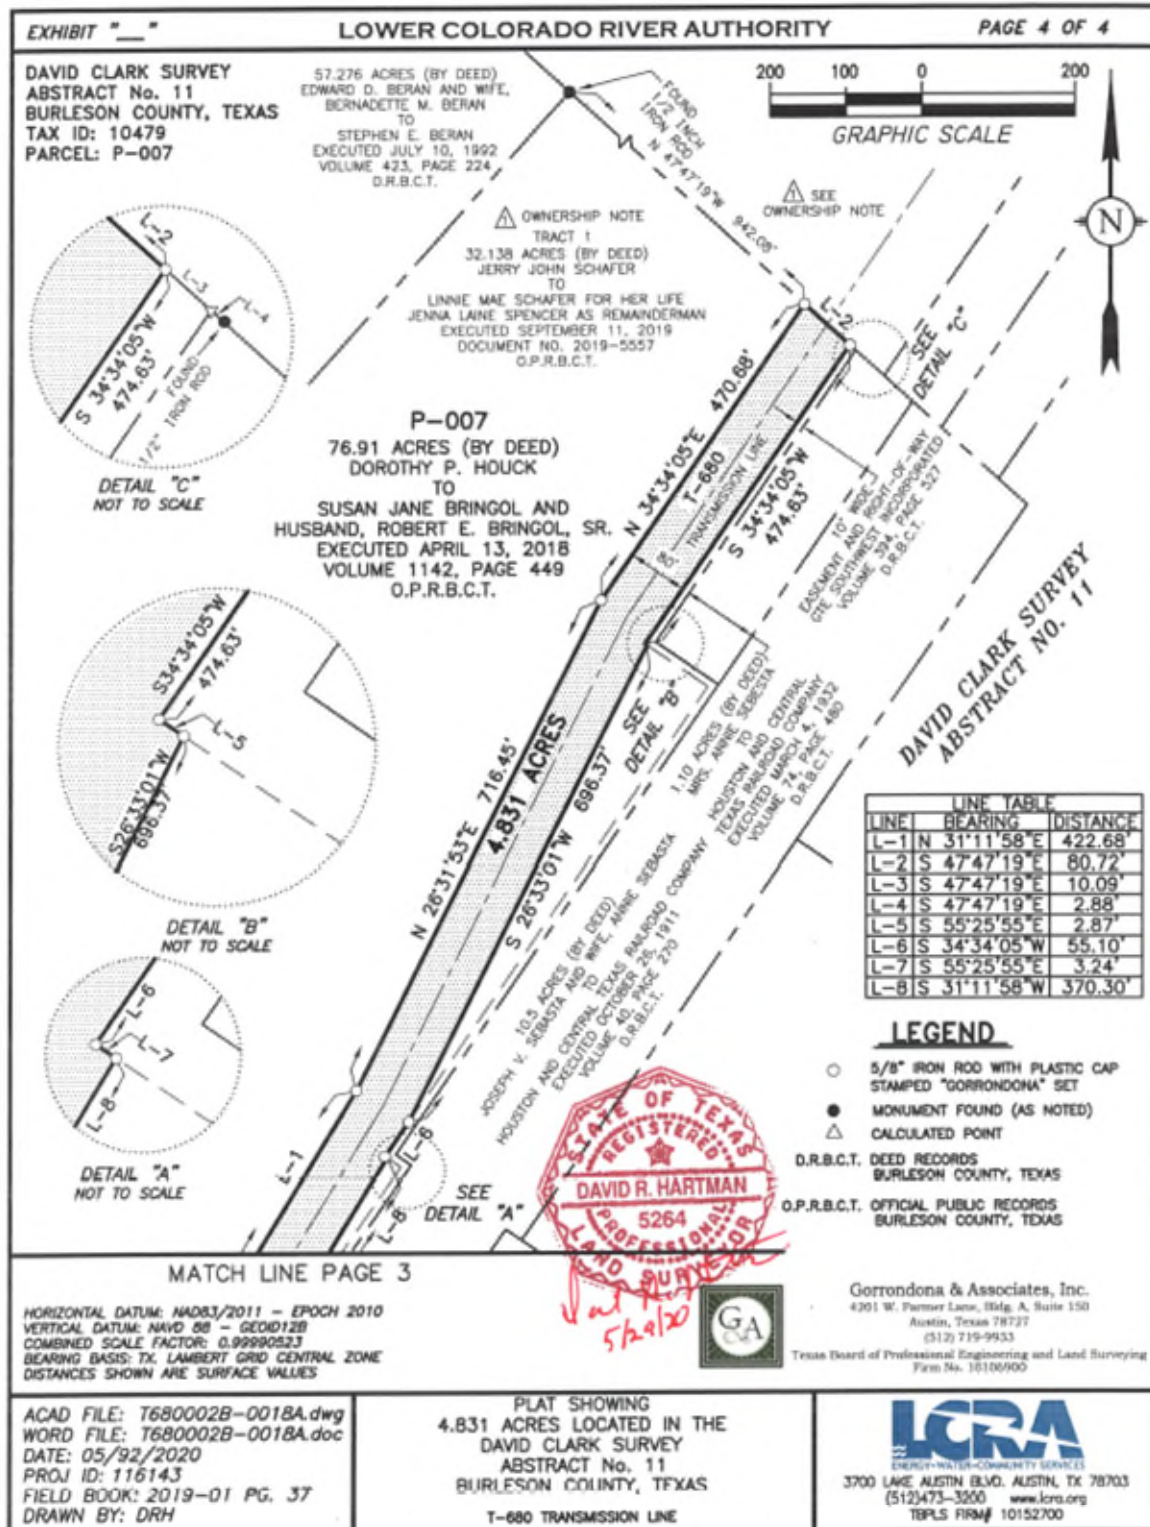 EXHIBIT "__"
LOWER COLORADO RIVER AUTHORITY
PAGE 4 OF 4
DAVID CLARK SURVEY
ABSTRACT No. 11
BURLESON COUNTY, TEXAS
TAX ID: 10479
PARCEL: P-007
57.276 ACRES (BY DEED)
EDWARD D. BERAN AND WIFE,
BERNADETTE M. BERAN
TO
STEPHEN E. BERAN
EXECUTED JULY 10, 1992
VOLUME 423, PAGE 224
D.R.B.C.T.
FOUND
1/2 INCH
IRON ROD
N 47°47'19"W 942.08'
200 100 0 200
GRAPHIC SCALE
N
1 SEE
OWNERSHIP NOTE
1 OWNERSHIP NOTE
TRACT 1
32.138 ACRES (BY DEED)
JERRY JOHN SCHAFER
TO
LINNIE MAE SCHAFER FOR HER LIFE
JENNA LAINE SPENCER AS REMAINDERMAN
EXECUTED SEPTEMBER 11, 2019
DOCUMENT NO. 2019-5557
O.P.R.B.C.T.
L-2
L-3
L-4
S 34°34'05"W
474.63'
FOUND
1/2" IRON ROD
DETAIL "C"
NOT TO SCALE
L-2
SEE
DETAIL "C"
P-007
76.91 ACRES (BY DEED)
DOROTHY P. HOUCK
TO
SUSAN JANE BRINGOL AND
HUSBAND, ROBERT E. BRINGOL, SR.
EXECUTED APRIL 13, 2018
VOLUME 1142, PAGE 449
O.P.R.B.C.T.
N 34°34'05"E 470.68'
T-680
TRANSMISSION LINE
80'
S 34°34'05"W
474.63'
10' WIDE
EASEMENT AND RIGHT-OF-WAY
GTE SOUTHWEST INCORPORATED
VOLUME 394, PAGE 527
D.R.B.C.T.
DAVID CLARK SURVEY
ABSTRACT NO. 11
S34°34'05"W
474.63'
L-5
S26°33'01"W
696.37'
DETAIL "B"
NOT TO SCALE
SEE
DETAIL "B"
1.10 ACRES (BY DEED)
MRS. ANNIE SEBESTA
TO
HOUSTON AND CENTRAL
TEXAS RAILROAD COMPANY
EXECUTED MARCH 4, 1932
VOLUME 74, PAGE 480
D.R.B.C.T.
N 26°31'53"E 716.45'
4.831 ACRES
S 26°33'01"W 696.37'
10.5 ACRES (BY DEED)
JOSEPH V. SEBASTA AND WIFE, ANNIE SEBASTA
TO
HOUSTON AND CENTRAL TEXAS RAILROAD COMPANY
EXECUTED OCTOBER 26, 1911
VOLUME 40, PAGE 270
D.R.B.C.T.
LINE TABLE
LINE BEARING DISTANCE
L-1 N 31°11'58"E 422.68'
L-2 S 47°47'19"E 80.72'
L-3 S 47°47'19"E 10.09'
L-4 S 47°47'19"E 2.88'
L-5 S 55°25'55"E 2.87'
L-6 S 34°34'05"W 55.10'
L-7 S 55°25'55"E 3.24'
L-8 S 31°11'58"W 370.30'
L-6
L-7
L-8
DETAIL "A"
NOT TO SCALE
L-1
L-6
L-8
SEE
DETAIL "A"
STATE OF TEXAS
REGISTERED
DAVID R. HARTMAN
5264
PROFESSIONAL
LAND SURVEYOR
5/29/20
LEGEND
5/8" IRON ROD WITH PLASTIC CAP
STAMPED "GORRONDONA" SET
MONUMENT FOUND (AS NOTED)
CALCULATED POINT
D.R.B.C.T. DEED RECORDS
BURLESON COUNTY, TEXAS
O.P.R.B.C.T. OFFICIAL PUBLIC RECORDS
BURLESON COUNTY, TEXAS
MATCH LINE PAGE 3
HORIZONTAL DATUM: NAD83/2011 - EPOCH 2010
VERTICAL DATUM: NAVD 88 - GEOID12B
COMBINED SCALE FACTOR: 0.99990523
BEARING BASIS: TX. LAMBERT GRID CENTRAL ZONE
DISTANCES SHOWN ARE SURFACE VALUES
G&A
Gorrondona & Associates, Inc.
4201 W. Parmer Lane, Bldg. A, Suite 150
Austin, Texas 78727
(512) 719-9933
Texas Board of Professional Engineering and Land Surveying
Firm No. 10106900
ACAD FILE: T680002B-0018A.dwg
WORD FILE: T680002B-0018A.doc
DATE: 05/92/2020
PROJ ID: 116143
FIELD BOOK: 2019-01 PG. 37
DRAWN BY: DRH
PLAT SHOWING
4.831 ACRES LOCATED IN THE
DAVID CLARK SURVEY
ABSTRACT No. 11
BURLESON COUNTY, TEXAS
T-680 TRANSMISSION LINE
LCRA
ENERGY•WATER•COMMUNITY SERVICES
3700 LAKE AUSTIN BLVD. AUSTIN, TX 78703
(512)473-3200 www.lcra.org
TBPLS FIRM# 10152700